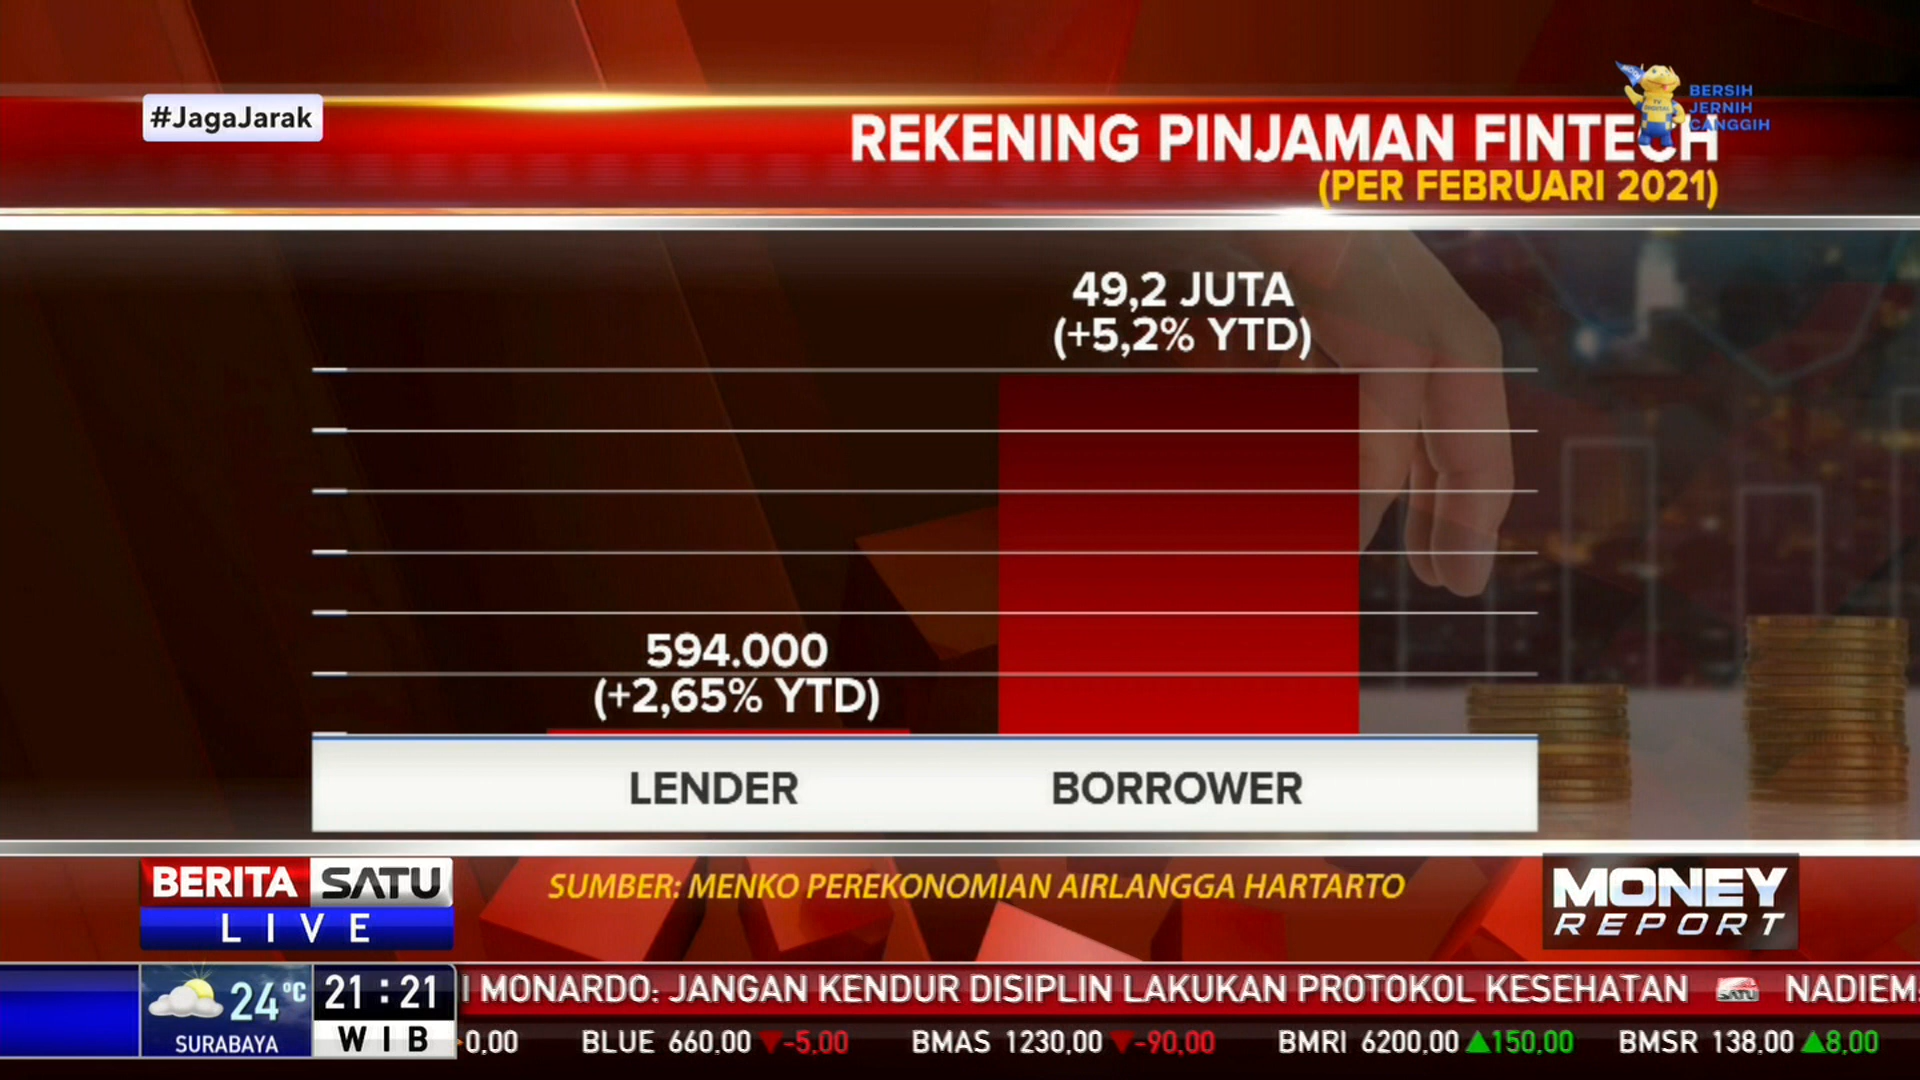 #JagaJarak
BERSIH
JERNIH
CANGGIH
REKENING PINJAMAN FINTECH
(PER FEBRUARI 2021)
49,2 JUTA
(+5,2% YTD)
594.000
(+2,65% YTD)
LENDER
BORROWER
BERITA SATU
LIVE
SUMBER: MENKO PEREKONOMIAN AIRLANGGA HARTARTO
MONEY
REPORT
24°C
SURABAYA
21:21
WIB
I MONARDO: JANGAN KENDUR DISIPLIN LAKUKAN PROTOKOL KESEHATAN SATU NADIEM
0,00 BLUE 660,00 ▼-5,00 BMAS 1230,00 ▼-90,00 BMRI 6200,00 ▲150,00 BMSR 138.00 ▲8,00